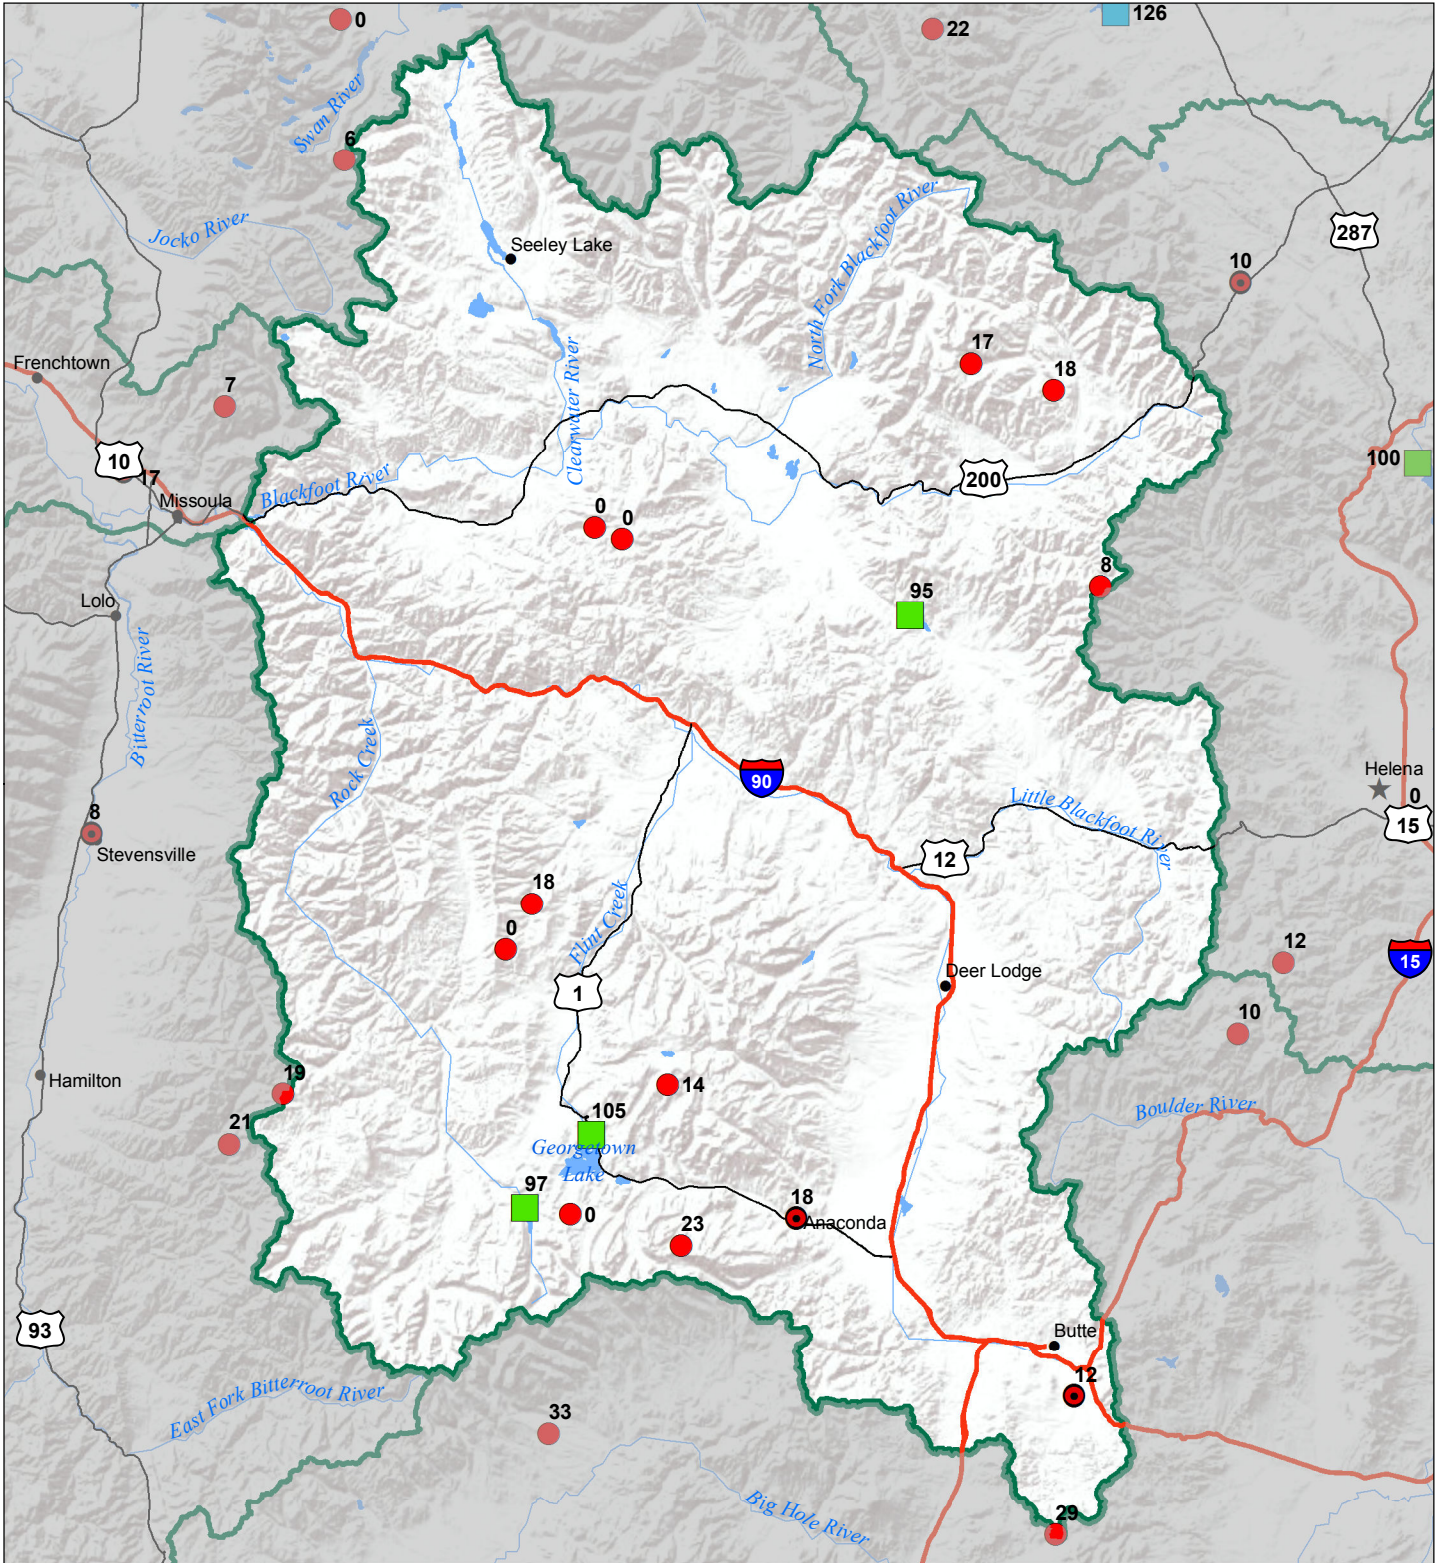 0
22
126
Swan River
6
Jocko River
Seeley Lake
North Fork Blackfoot River
287
10
Frenchtown
7
17
18
Clearwater River
10
17
Missoula
Blackfoot River
200
100
0
0
8
95
Lolo
Bitterroot River
Rock Creek
90
Helena
0
15
Little Blackfoot River
12
8
Stevensville
18
0
Flint Creek
1
Deer Lodge
12
15
10
Hamilton
19
14
21
105
Georgetown
Lake
Boulder River
97
0
23
18
Anaconda
93
Butte
12
East Fork Bitterroot River
33
Big Hole River
29